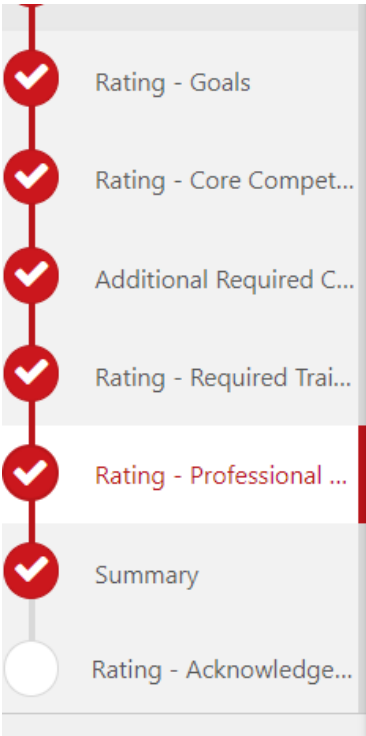 Rating - Goals
Rating - Core Compet...
Additional Required C...
Rating - Required Trai...
Rating - Professional ...
Summary
Rating - Acknowledge...